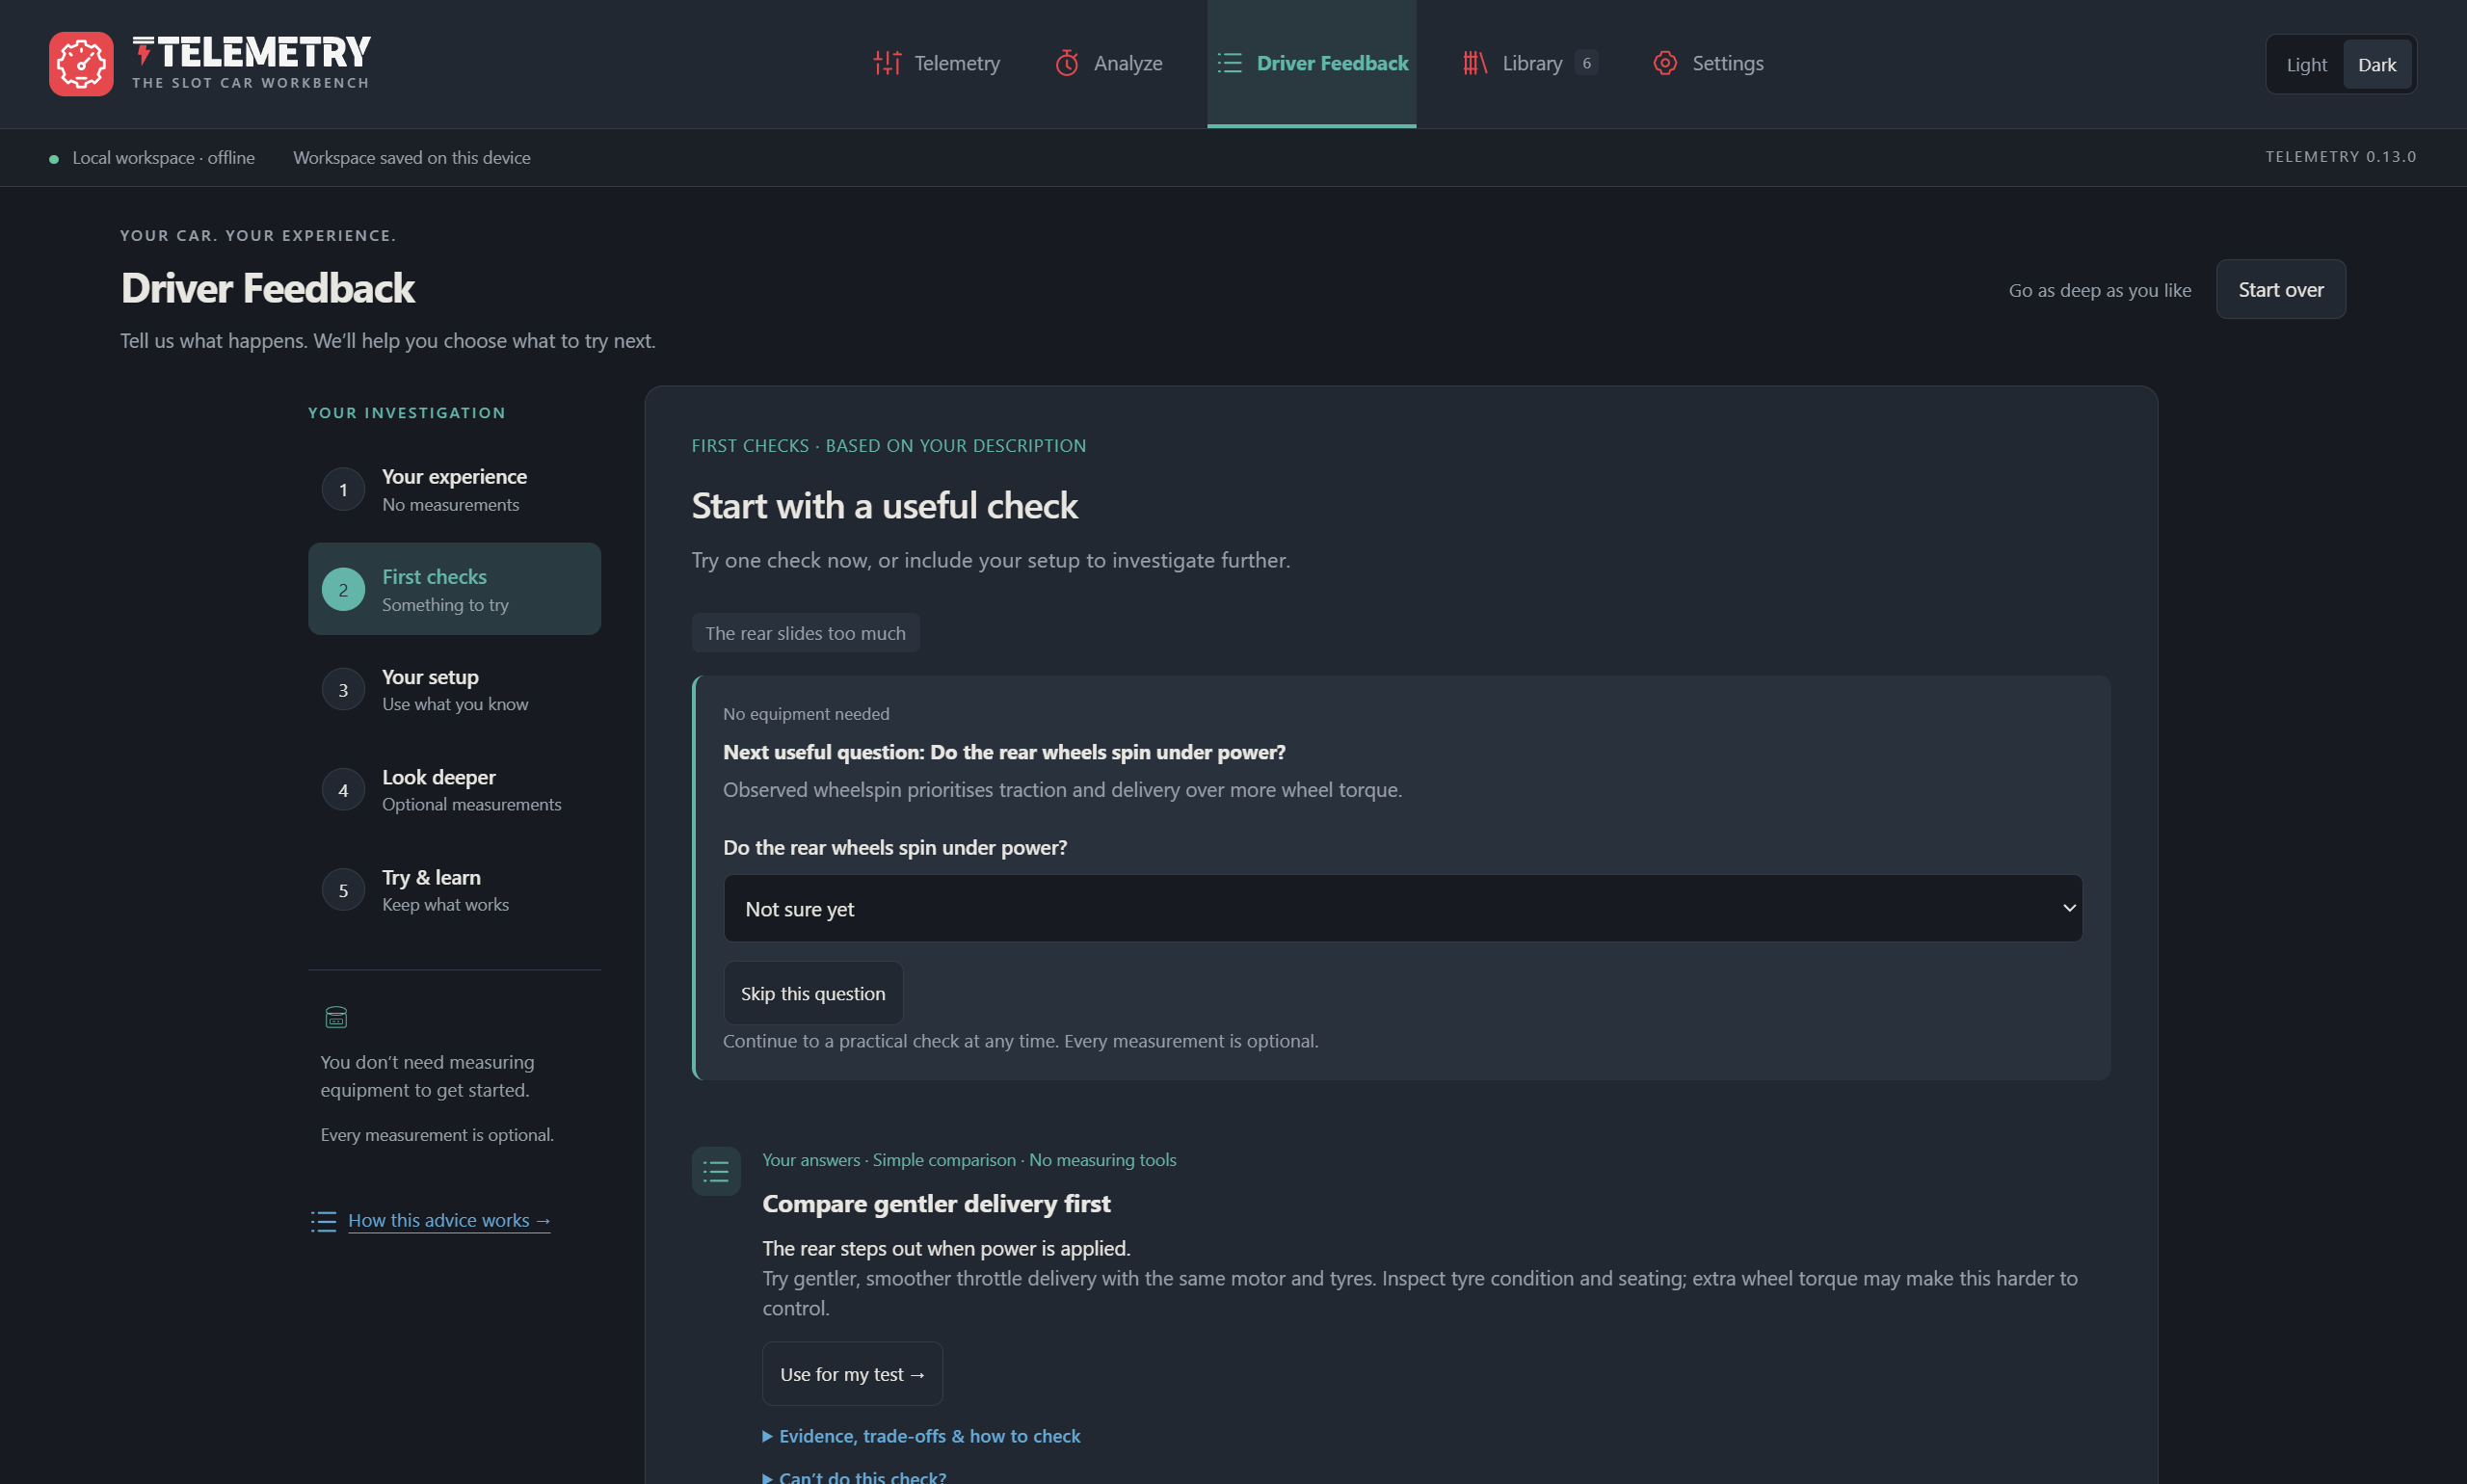 TELEMETRY
THE SLOT CAR WORKBENCH
Telemetry
Analyze
Driver Feedback
Library 6
Settings
Light
Dark
Local workspace · offline
Workspace saved on this device
TELEMETRY 0.13.0
YOUR CAR. YOUR EXPERIENCE.
Driver Feedback
Tell us what happens. We’ll help you choose what to try next.
Go as deep as you like
Start over
YOUR INVESTIGATION
1
Your experience
No measurements
2
First checks
Something to try
3
Your setup
Use what you know
4
Look deeper
Optional measurements
5
Try & learn
Keep what works
You don’t need measuring
equipment to get started.
Every measurement is optional.
How this advice works →
FIRST CHECKS · BASED ON YOUR DESCRIPTION
Start with a useful check
Try one check now, or include your setup to investigate further.
The rear slides too much
No equipment needed
Next useful question: Do the rear wheels spin under power?
Observed wheelspin prioritises traction and delivery over more wheel torque.
Do the rear wheels spin under power?
Not sure yet
Skip this question
Continue to a practical check at any time. Every measurement is optional.
Your answers · Simple comparison · No measuring tools
Compare gentler delivery first
The rear steps out when power is applied.
Try gentler, smoother throttle delivery with the same motor and tyres. Inspect tyre condition and seating; extra wheel torque may make this harder to
control.
Use for my test →
Evidence, trade-offs & how to check
Can’t do this check?